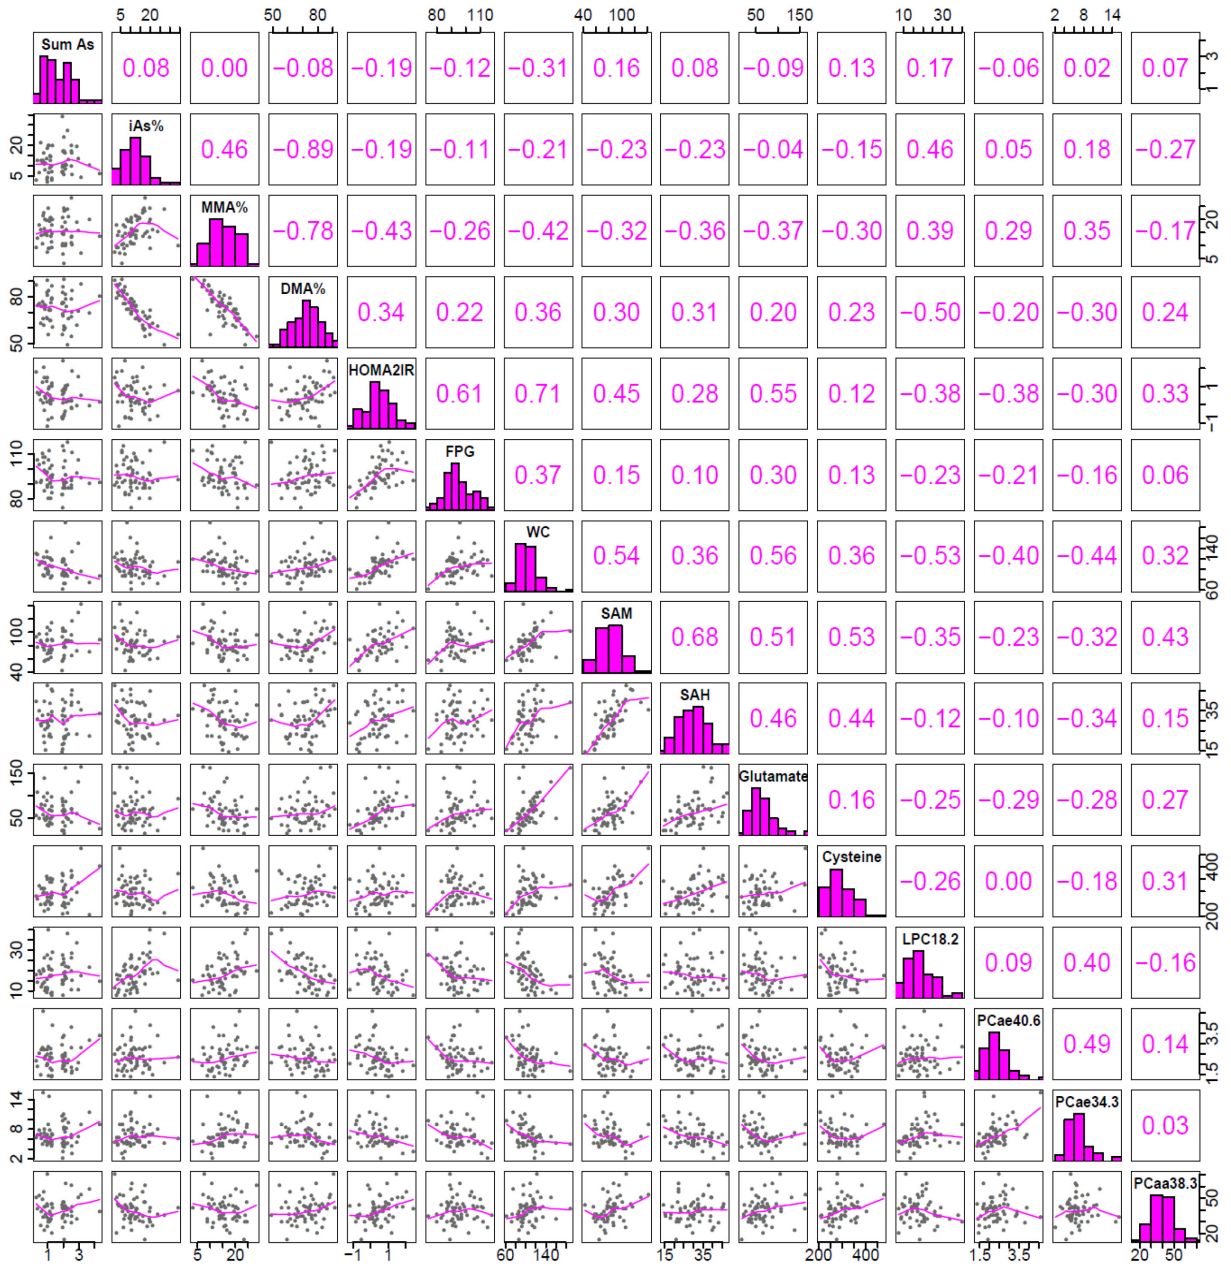 5 20 50 80 80 110 40 100 50 150 10 30 2 8 14
Sum As 0.08 0.00 −0.08 −0.19 −0.12 −0.31 0.16 0.08 −0.09 0.13 0.17 −0.06 0.02 0.07 1 3
5 20 iAs% 0.46 −0.89 −0.19 −0.11 −0.21 −0.23 −0.23 −0.04 −0.15 0.46 0.05 0.18 −0.27
MMA% −0.78 −0.43 −0.26 −0.42 −0.32 −0.36 −0.37 −0.30 0.39 0.29 0.35 −0.17 5 20
50 80 DMA% 0.34 0.22 0.36 0.30 0.31 0.20 0.23 −0.50 −0.20 −0.30 0.24
HOMA2IR 0.61 0.71 0.45 0.28 0.55 0.12 −0.38 −0.38 −0.30 0.33 −1 1
80 110 FPG 0.37 0.15 0.10 0.30 0.13 −0.23 −0.21 −0.16 0.06
WC 0.54 0.36 0.56 0.36 −0.53 −0.40 −0.44 0.32 60 140
40 100 SAM 0.68 0.51 0.53 −0.35 −0.23 −0.32 0.43
SAH 0.46 0.44 −0.12 −0.10 −0.34 0.15 15 35
50 150 Glutamate 0.16 −0.25 −0.29 −0.28 0.27
Cysteine −0.26 0.00 −0.18 0.31 200 400
10 30 LPC18.2 0.09 0.40 −0.16
PCae40.6 0.49 0.14 1.5 3.5
2 8 14 PCae34.3 0.03
PCaa38.3 20 50
1 3 5 20 −1 1 60 140 15 35 200 400 1.5 3.5 20 50